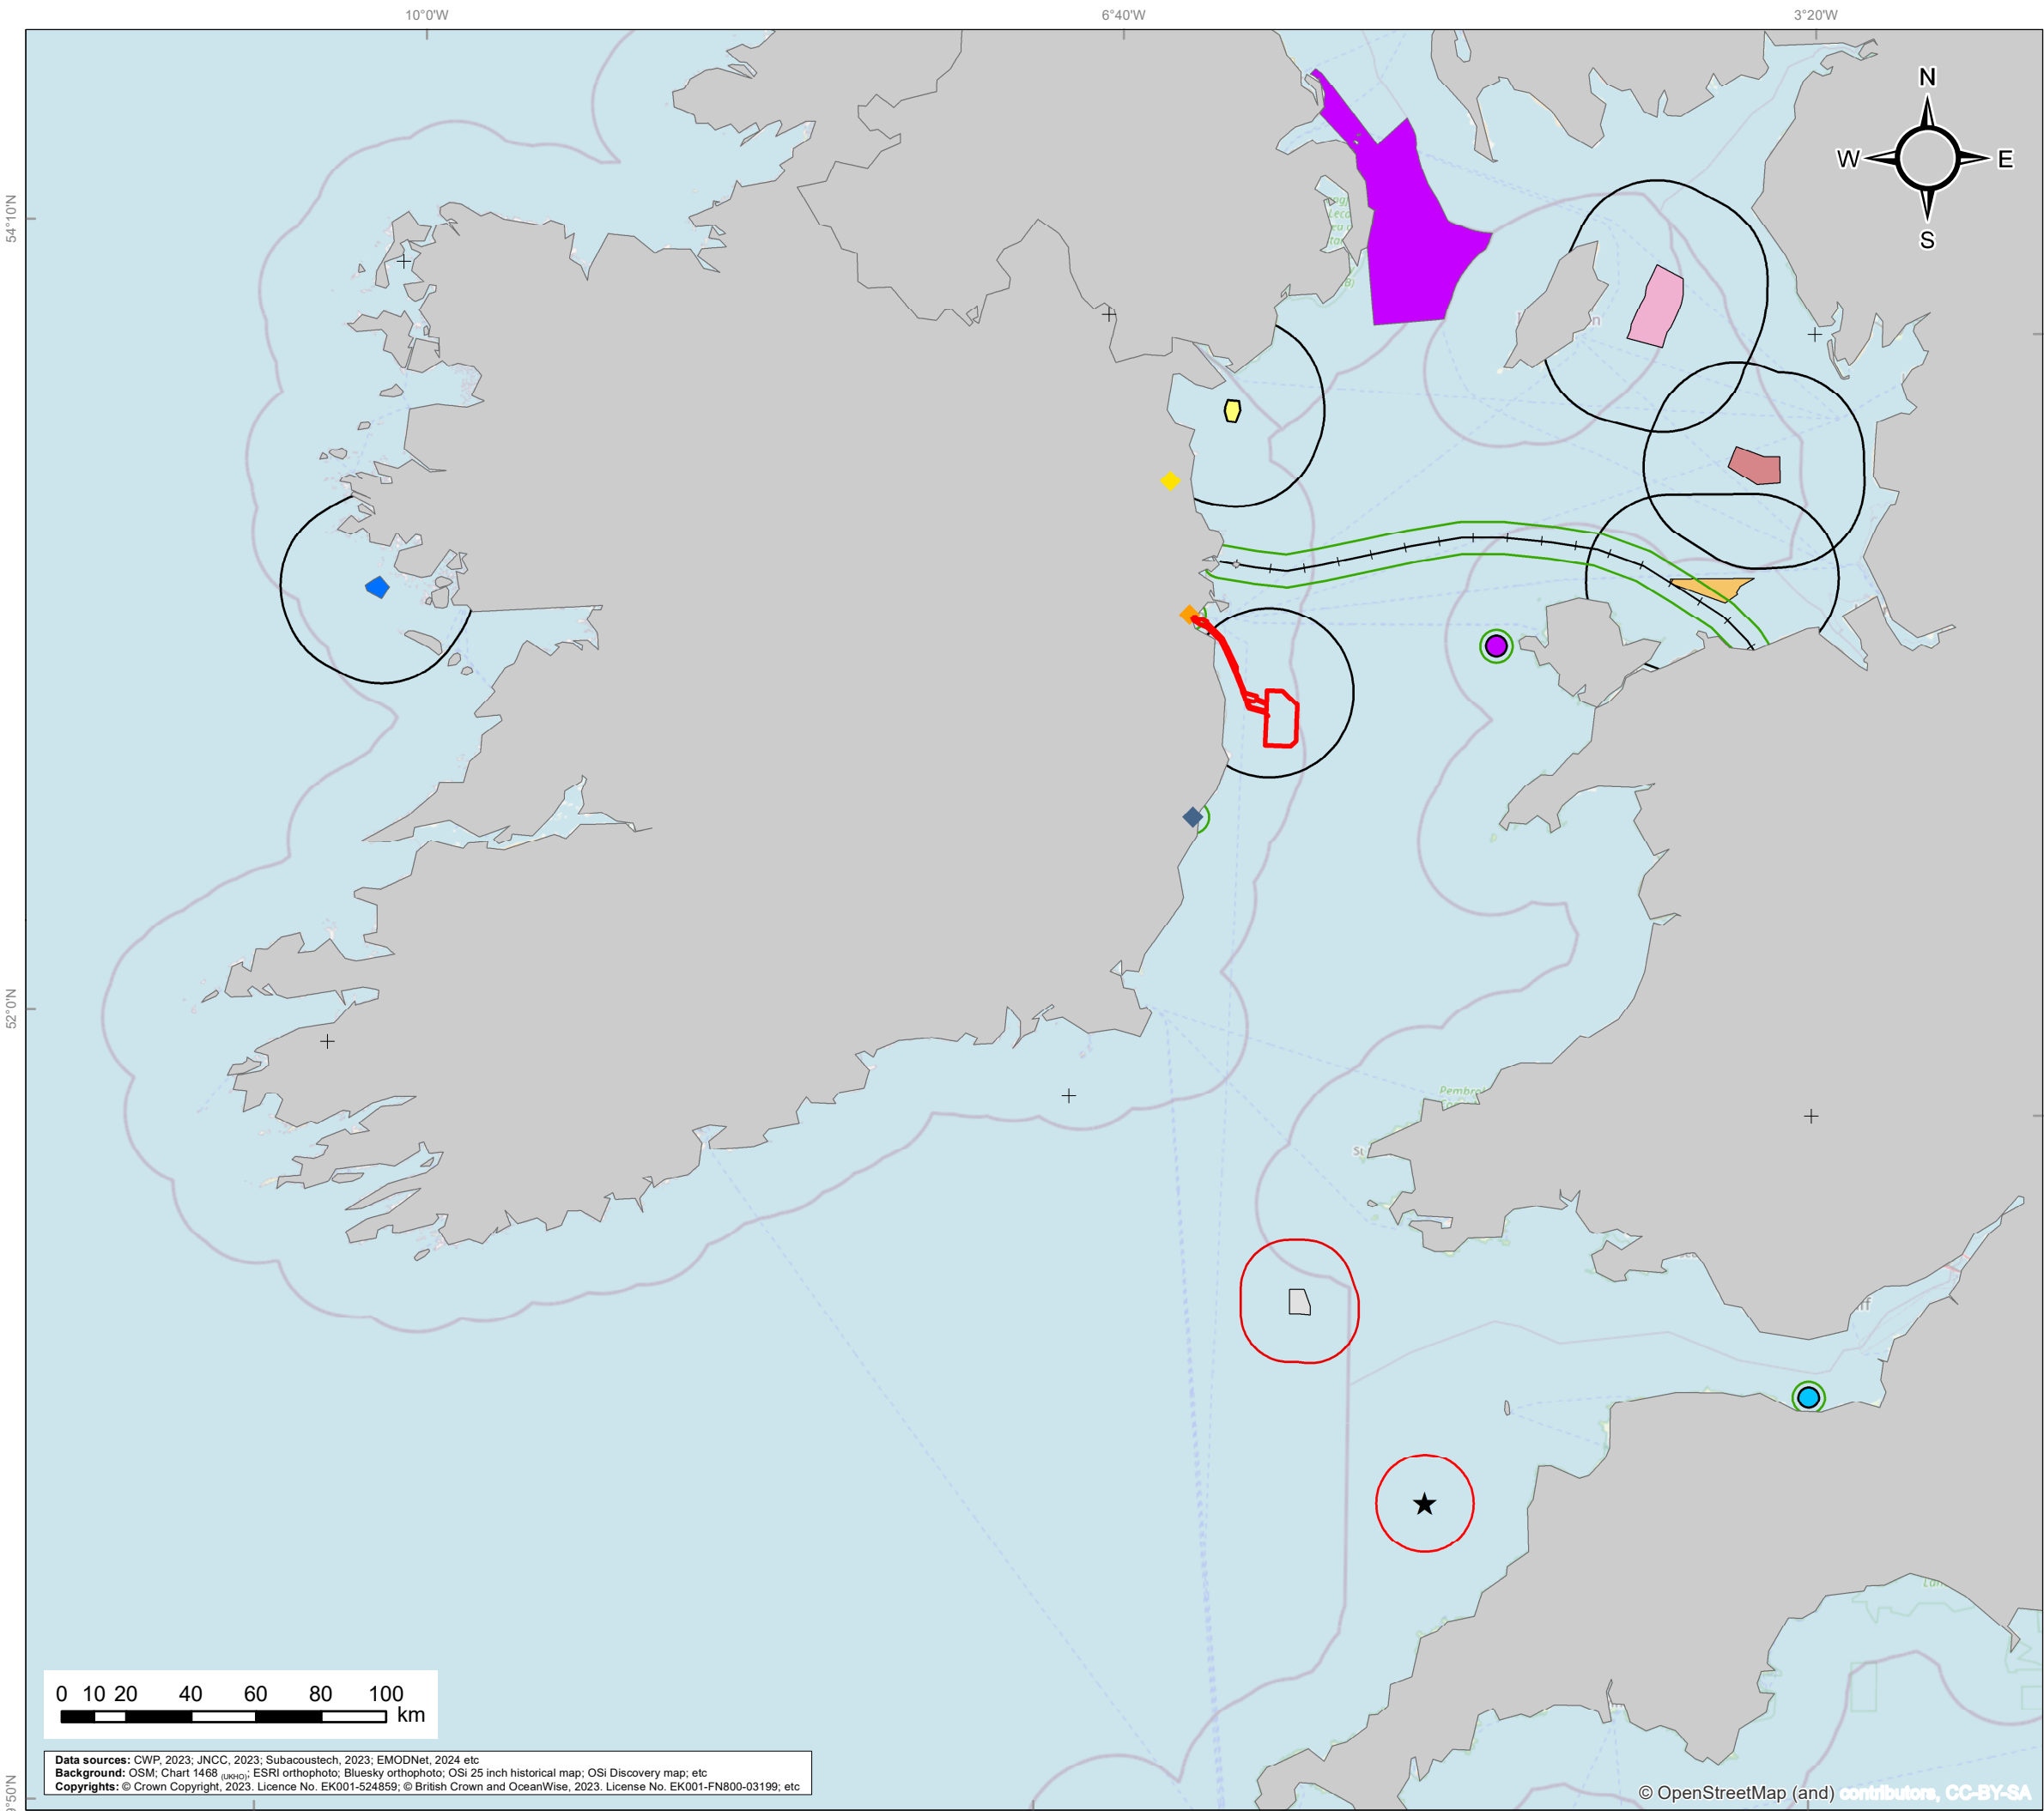 10°0'W
6°40'W
3°20'W
N
W
E
S
54°10'N
52°0'N
9°50'N
Pembro
0 10 20 40 60 80 100
km
Data sources: CWP, 2023; JNCC, 2023; Subacoustech, 2023; EMODNet, 2024 etc
Background: OSM; Chart 1468 (UKHO); ESRI orthophoto; Bluesky orthophoto; OSi 25 inch historical map; OSi Discovery map; etc
Copyrights: © Crown Copyright, 2023. Licence No. EK001-524859; © British Crown and OceanWise, 2023. License No. EK001-FN800-03199; etc
© OpenStreetMap (and) contributors, CC-BY-SA